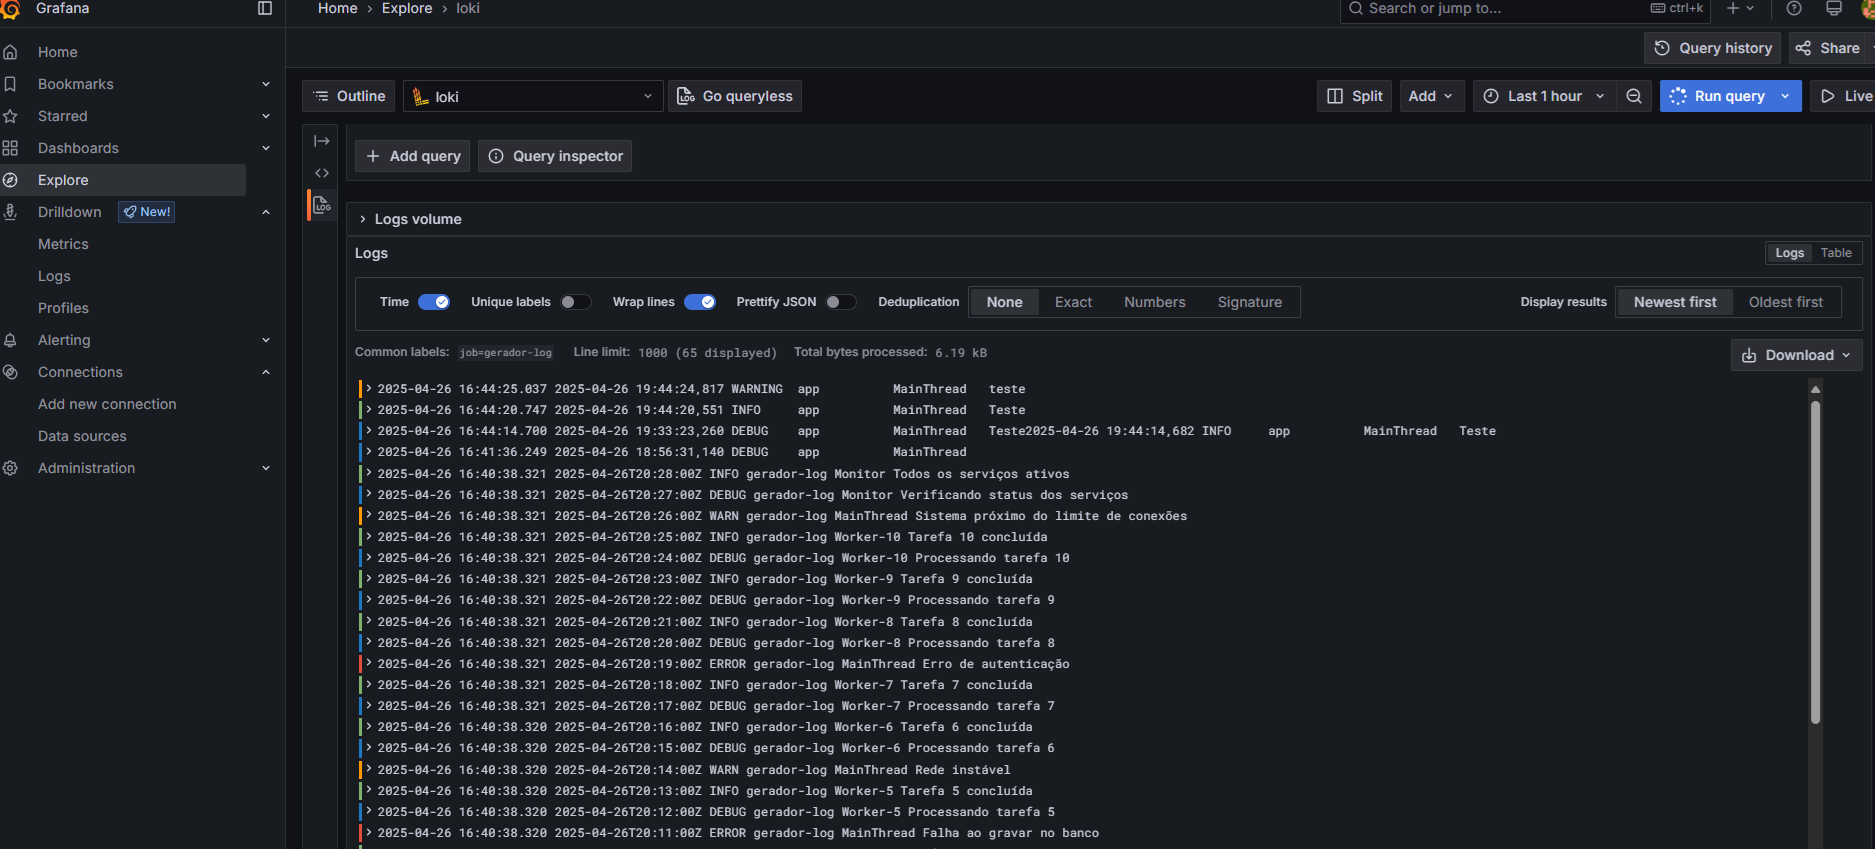 Grafana
Home › Explore › loki
Search or jump to...
ctrl+k
Home
Bookmarks
Starred
Dashboards
Explore
Drilldown
New!
Metrics
Logs
Profiles
Alerting
Connections
Add new connection
Data sources
Administration
Query history
Share
Outline
loki
Go queryless
Split
Add
Last 1 hour
Run query
Live
Add query
Query inspector
LOG
Logs volume
Logs
Logs Table
Time
Unique labels
Wrap lines
Prettify JSON
Deduplication
None Exact Numbers Signature
Display results
Newest first Oldest first
Common labels: job=gerador-log Line limit: 1000 (65 displayed) Total bytes processed: 6.19 kB
Download
2025-04-26 16:44:25.037 2025-04-26 19:44:24,817 WARNING app MainThread teste
2025-04-26 16:44:20.747 2025-04-26 19:44:20,551 INFO app MainThread Teste
2025-04-26 16:44:14.700 2025-04-26 19:33:23,260 DEBUG app MainThread Teste2025-04-26 19:44:14,682 INFO app MainThread Teste
2025-04-26 16:41:36.249 2025-04-26 18:56:31,140 DEBUG app MainThread
2025-04-26 16:40:38.321 2025-04-26T20:28:00Z INFO gerador-log Monitor Todos os serviços ativos
2025-04-26 16:40:38.321 2025-04-26T20:27:00Z DEBUG gerador-log Monitor Verificando status dos serviços
2025-04-26 16:40:38.321 2025-04-26T20:26:00Z WARN gerador-log MainThread Sistema próximo do limite de conexões
2025-04-26 16:40:38.321 2025-04-26T20:25:00Z INFO gerador-log Worker-10 Tarefa 10 concluída
2025-04-26 16:40:38.321 2025-04-26T20:24:00Z DEBUG gerador-log Worker-10 Processando tarefa 10
2025-04-26 16:40:38.321 2025-04-26T20:23:00Z INFO gerador-log Worker-9 Tarefa 9 concluída
2025-04-26 16:40:38.321 2025-04-26T20:22:00Z DEBUG gerador-log Worker-9 Processando tarefa 9
2025-04-26 16:40:38.321 2025-04-26T20:21:00Z INFO gerador-log Worker-8 Tarefa 8 concluída
2025-04-26 16:40:38.321 2025-04-26T20:20:00Z DEBUG gerador-log Worker-8 Processando tarefa 8
2025-04-26 16:40:38.321 2025-04-26T20:19:00Z ERROR gerador-log MainThread Erro de autenticação
2025-04-26 16:40:38.321 2025-04-26T20:18:00Z INFO gerador-log Worker-7 Tarefa 7 concluída
2025-04-26 16:40:38.321 2025-04-26T20:17:00Z DEBUG gerador-log Worker-7 Processando tarefa 7
2025-04-26 16:40:38.320 2025-04-26T20:16:00Z INFO gerador-log Worker-6 Tarefa 6 concluída
2025-04-26 16:40:38.320 2025-04-26T20:15:00Z DEBUG gerador-log Worker-6 Processando tarefa 6
2025-04-26 16:40:38.320 2025-04-26T20:14:00Z WARN gerador-log MainThread Rede instável
2025-04-26 16:40:38.320 2025-04-26T20:13:00Z INFO gerador-log Worker-5 Tarefa 5 concluída
2025-04-26 16:40:38.320 2025-04-26T20:12:00Z DEBUG gerador-log Worker-5 Processando tarefa 5
2025-04-26 16:40:38.320 2025-04-26T20:11:00Z ERROR gerador-log MainThread Falha ao gravar no banco